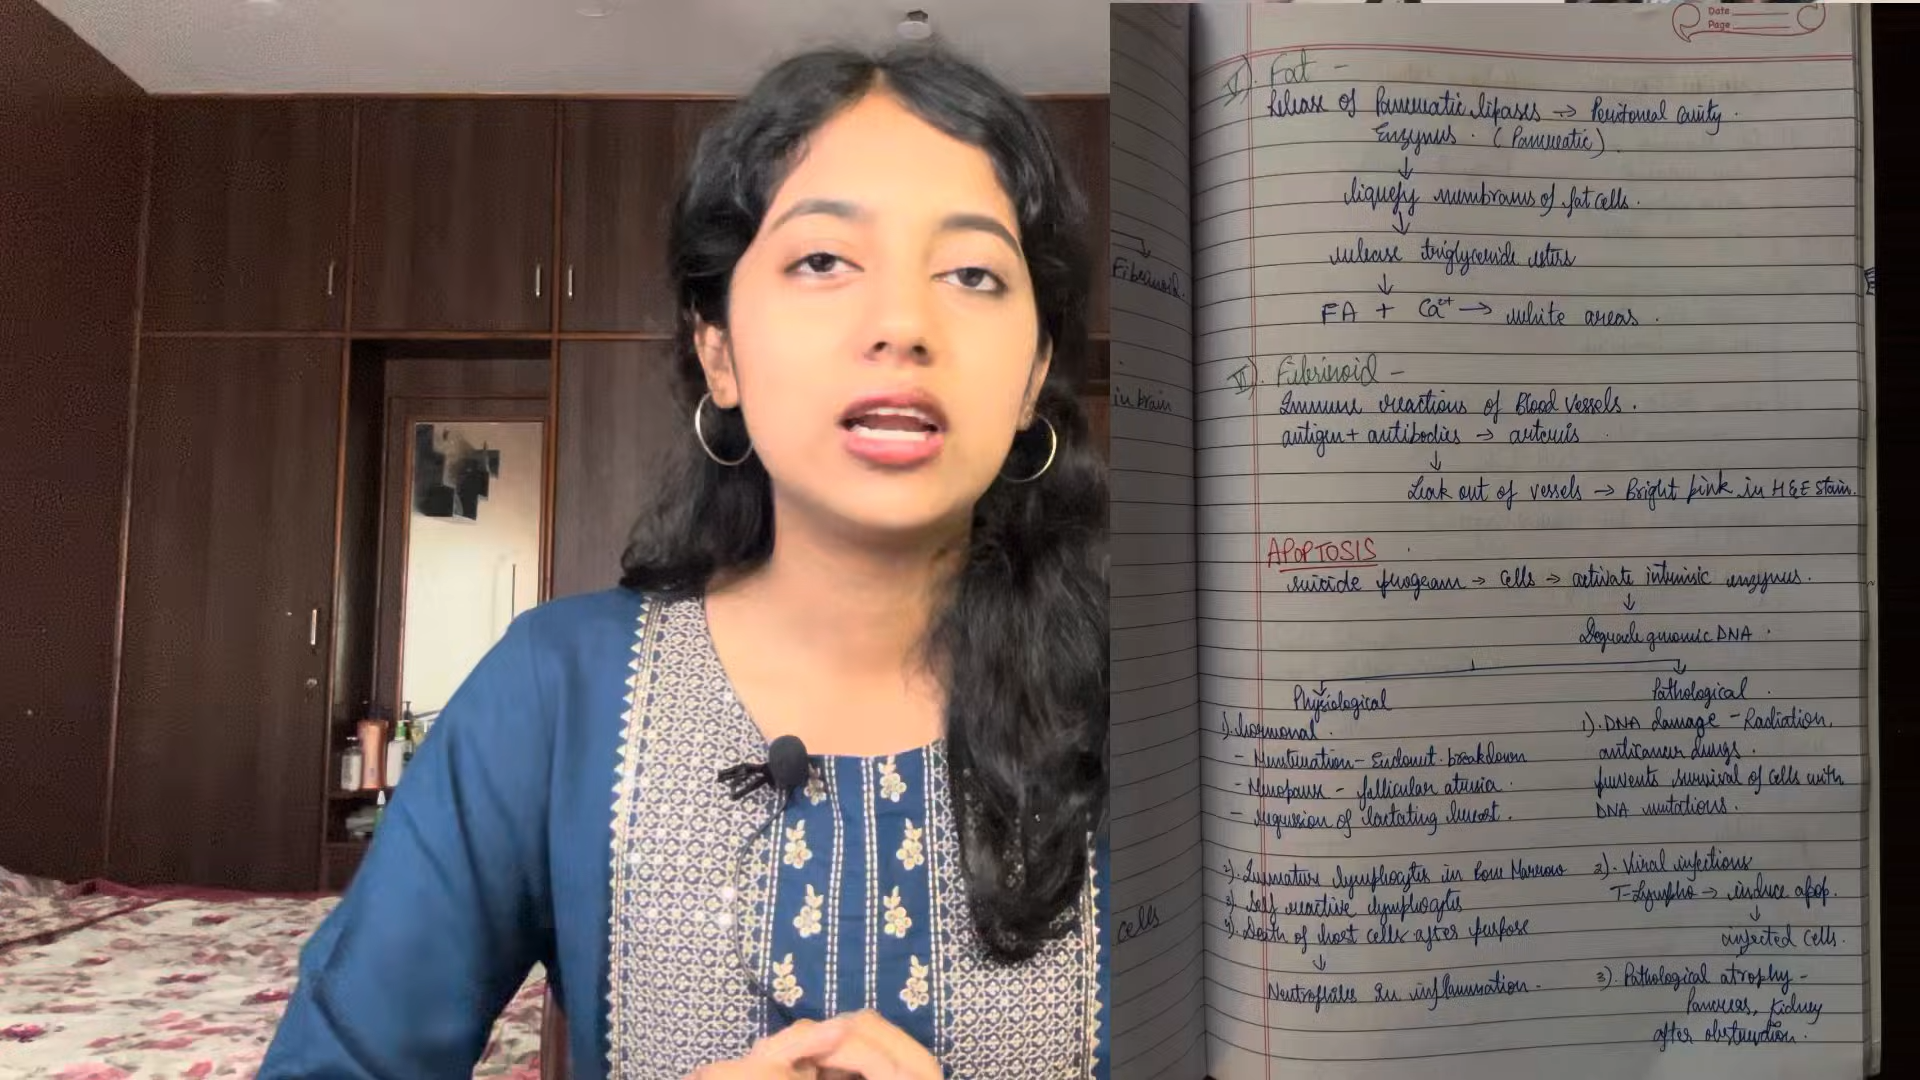 Date
Page
V). Fat -
Release of Pancreatic lipases → Peritoneal cavity.
Enzymes. (Pancreatic)
↓
liquefy membranes of fat cells.
↓
release triglyceride esters
↓
FA + Ca²⁺ → white areas.
VI). Fibrinoid -
Immune reactions of Blood Vessels.
antigen + antibodies → arteries
↓
Leak out of vessels → Bright pink in H&E stain.
APOPTOSIS
suicide program → cells → activate intrinsic enzymes.
↓
Degrade genomic DNA.
Physiological
1). hormonal.
- Menstruation - Endomt. breakdown
- Menopause - follicular atresia.
- regression of lactating breast.
2). Immature lymphocytes in Bone Marrow
3). Self reactive lymphocytes
4). Death of host cells after purpose
↓
Neutrophiles in inflammation.
Pathological.
1). DNA damage - Radiation,
anticancer drugs.
prevents survival of cells with
DNA mutations.
2). Viral infections
T-Lympho → induce apop.
↓
infected cells.
3). Pathological atrophy -
Pancreas, Kidney
after obstruction.
Fibrinoid.
in brain
cells